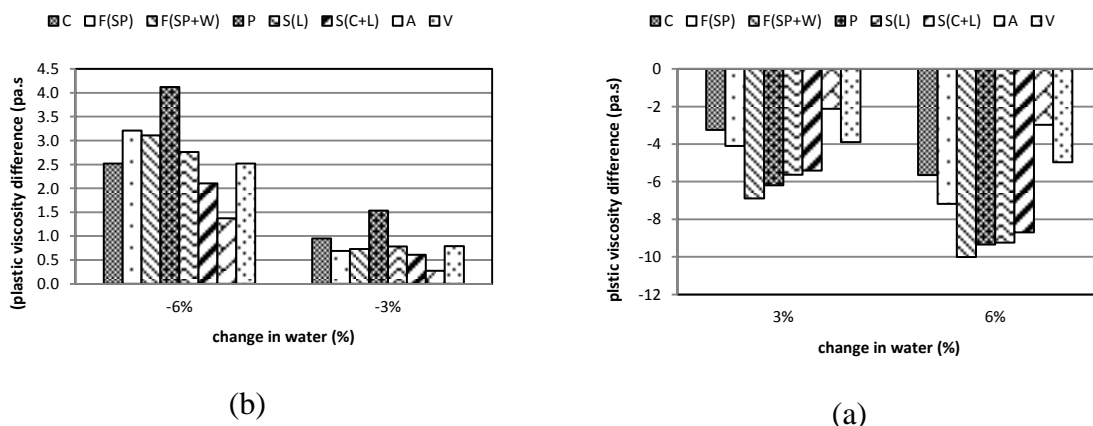 C F(SP) F(SP+W) P S(L) S(C+L) A V
4.5
4.0
3.5
3.0
2.5
2.0
1.5
1.0
0.5
0.0
(plastic viscosity difference (pa.s
-6% -3%
change in water (%)
(b)
C F(SP) F(SP+W) P S(L) S(C+L) A V
0
-2
-4
-6
-8
-10
-12
plstic viscosity difference (pa.s)
3% 6%
change in water (%)
(a)